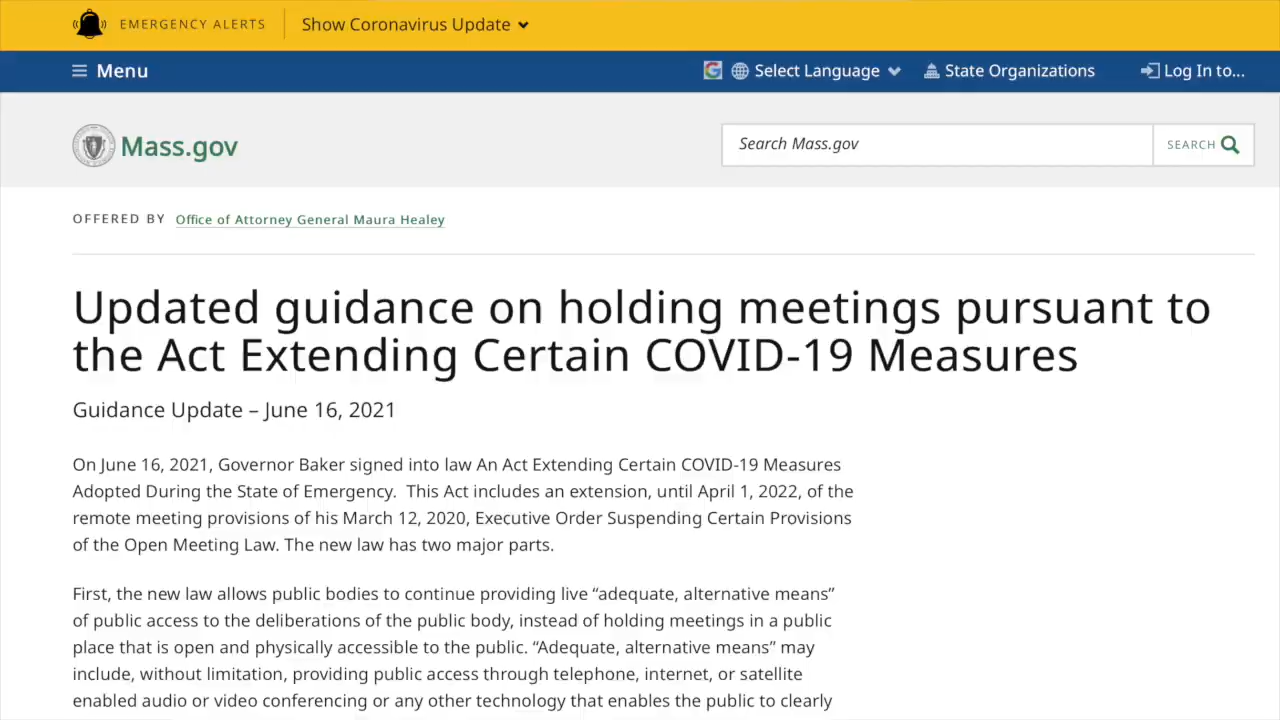 EMERGENCY ALERTS Show Coronavirus Update
Menu Select Language State Organizations Log In to...
Mass.gov Search Mass.gov SEARCH
OFFERED BY Office of Attorney General Maura Healey
Updated guidance on holding meetings pursuant to
the Act Extending Certain COVID-19 Measures
Guidance Update – June 16, 2021
On June 16, 2021, Governor Baker signed into law An Act Extending Certain COVID-19 Measures
Adopted During the State of Emergency. This Act includes an extension, until April 1, 2022, of the
remote meeting provisions of his March 12, 2020, Executive Order Suspending Certain Provisions
of the Open Meeting Law. The new law has two major parts.
First, the new law allows public bodies to continue providing live “adequate, alternative means”
of public access to the deliberations of the public body, instead of holding meetings in a public
place that is open and physically accessible to the public. “Adequate, alternative means” may
include, without limitation, providing public access through telephone, internet, or satellite
enabled audio or video conferencing or any other technology that enables the public to clearly